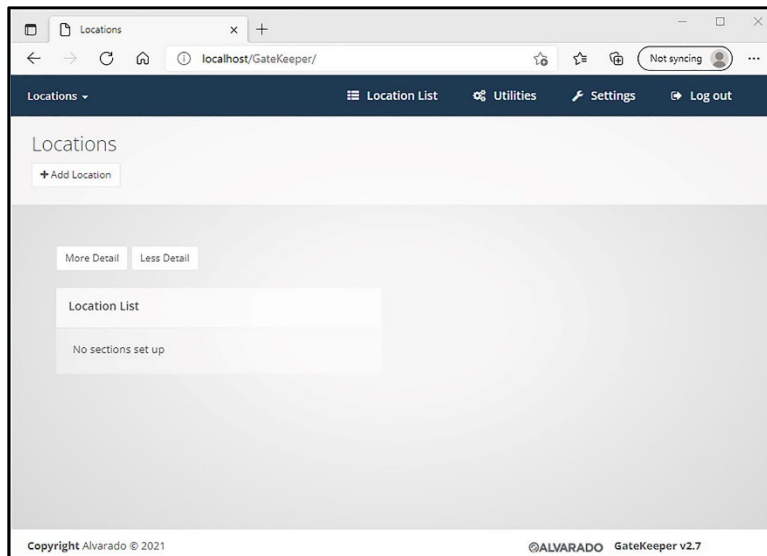 Locations
localhost/GateKeeper/
Not syncing
Locations
Location List
Utilities
Settings
Log out
Locations
+ Add Location
More Detail
Less Detail
Location List
No sections set up
Copyright Alvarado © 2021
ALVARADO GateKeeper v2.7